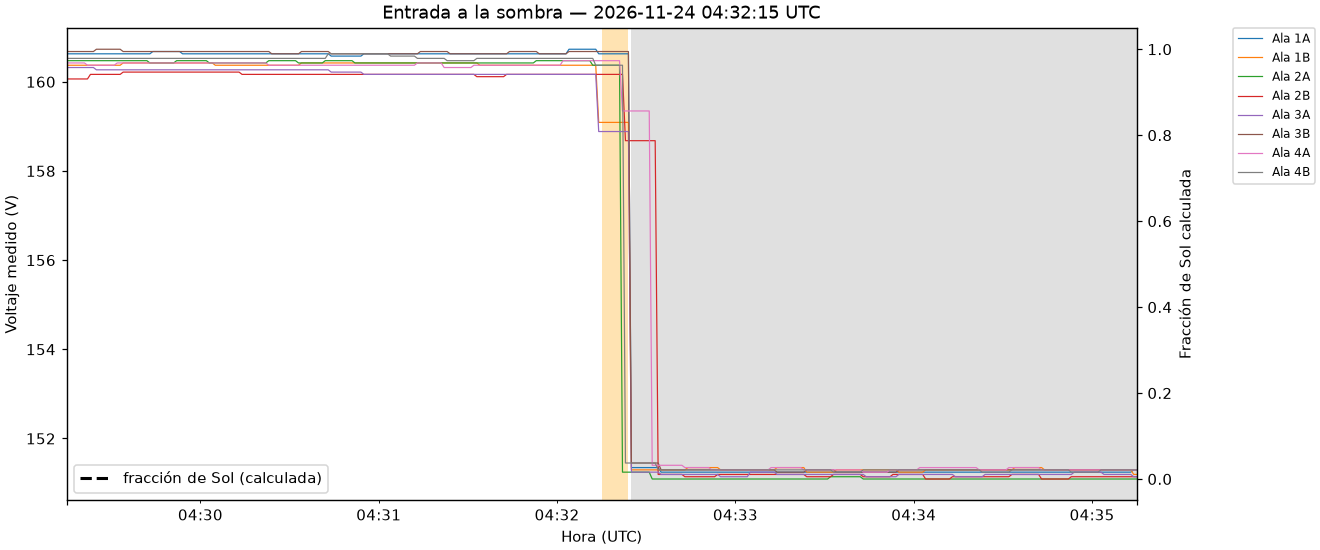 Entrada a la sombra — 2026-11-24 04:32:15 UTC
Voltaje medido (V)
160
158
156
154
152
1.0
0.8
0.6
0.4
0.2
0.0
Fracción de Sol calculada
Ala 1A
Ala 1B
Ala 2A
Ala 2B
Ala 3A
Ala 3B
Ala 4A
Ala 4B
fracción de Sol (calculada)
04:30
04:31
04:32
04:33
04:34
04:35
Hora (UTC)